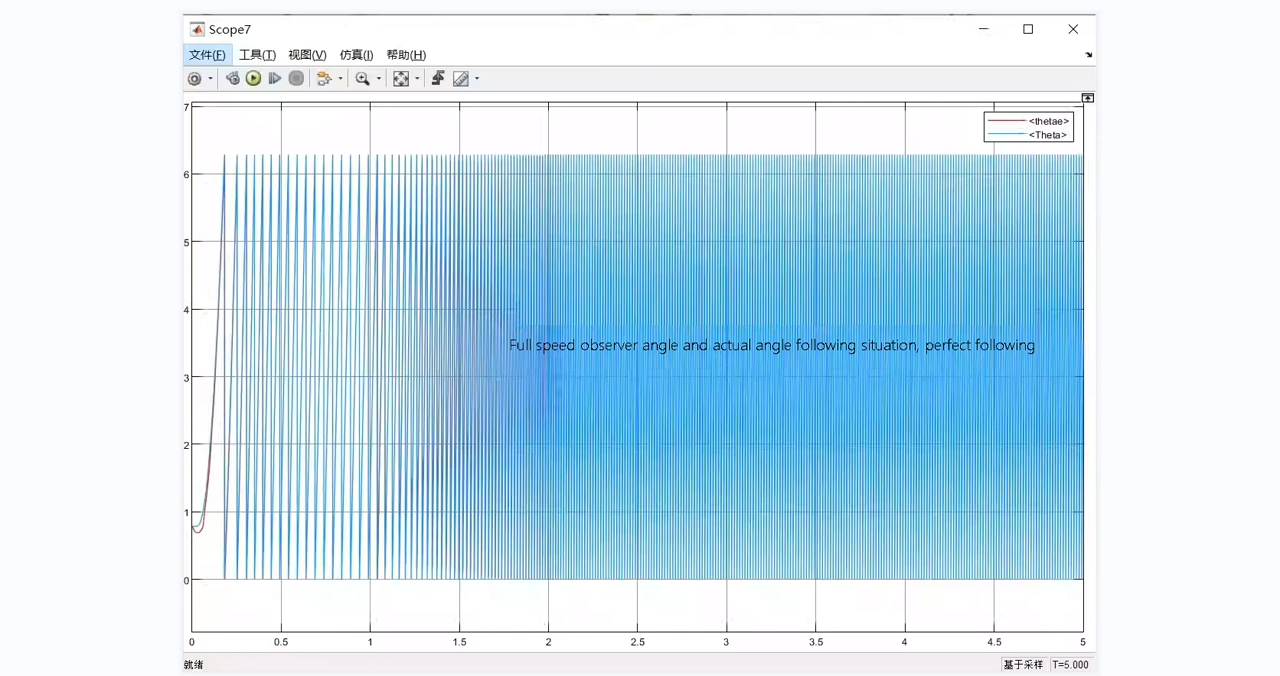 Scope7
文件(F) 工具(T) 视图(V) 仿真(I) 帮助(H)
7
<thetae>
<Theta>
6
5
4
Full speed observer angle and actual angle following situation, perfect following
3
2
1
0
0 0.5 1 1.5 2 2.5 3 3.5 4 4.5 5
就绪 基于采样 T=5.000